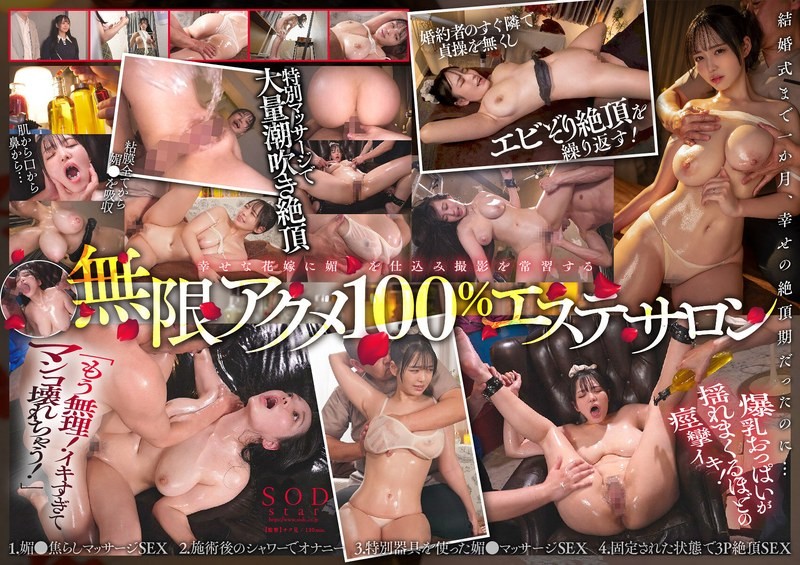 結婚式まで一か月、幸せの絶頂期だったのに…
婚約者のすぐ隣で
貞操を無くし
エビぞり絶頂を
繰り返す!
特別マッサージで
大量潮吹き絶頂
肌から口から
鼻から…
粘膜全てから
媚●を吸収
幸せな花嫁に媚●を仕込み撮影を常習する
無限アクメ100%エステサロン
「もう無理!イキすぎて
マンコ壊れちゃう!」
爆乳おっぱいが
揺れまくるほどの
痙攣イキ!
SOD
star
1.媚●焦らしマッサージSEX 2.施術後のシャワーでオナニー 3.特別器具を使った媚●マッサージSEX 4.固定された状態で3P絶頂SEX